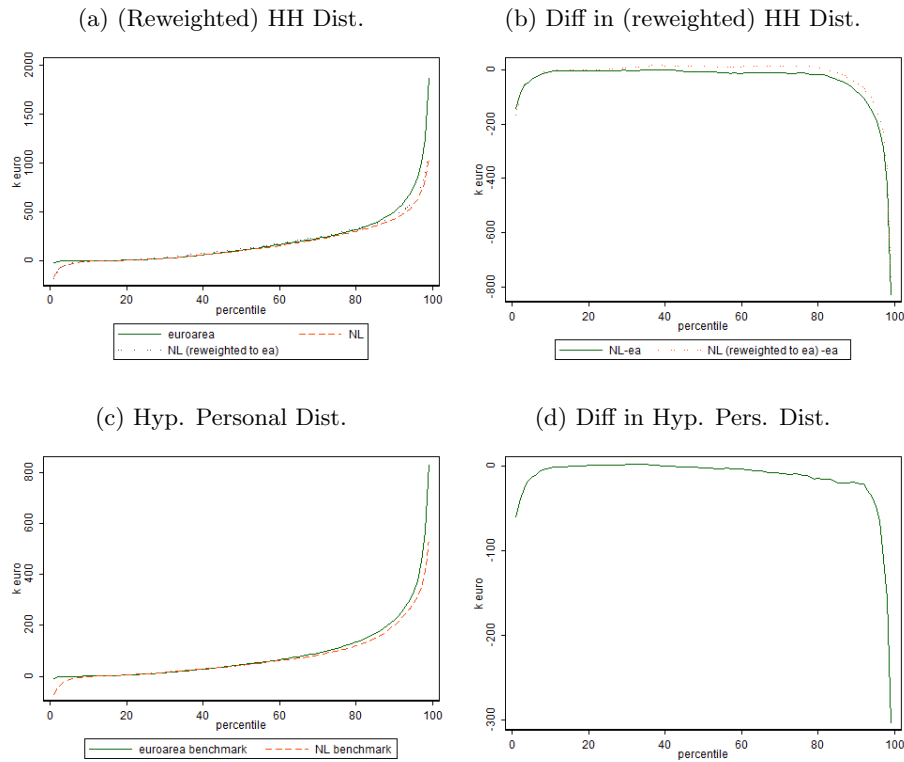 (a) (Reweighted) HH Dist.
k euro
2000
1500
1000
500
0
0 20 40 60 80 100
percentile
euroarea NL
NL (reweighted to ea)
(b) Diff in (reweighted) HH Dist.
k euro
0
-200
-400
-600
-800
0 20 40 60 80 100
percentile
NL-ea NL (reweighted to ea) -ea
(c) Hyp. Personal Dist.
k euro
800
600
400
200
0
0 20 40 60 80 100
percentile
euroarea benchmark NL benchmark
(d) Diff in Hyp. Pers. Dist.
k euro
0
-100
-200
-300
0 20 40 60 80 100
percentile